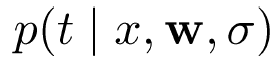 p(t | x, w, σ)